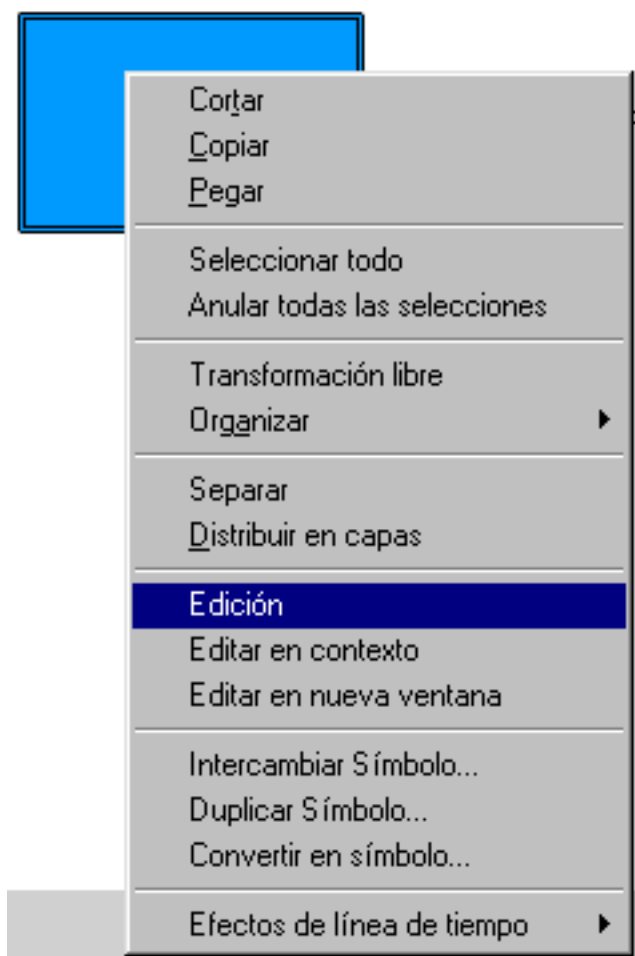 Cortar
Copiar
Pegar
Seleccionar todo
Anular todas las selecciones
Transformación libre
Organizar
Separar
Distribuir en capas
Edición
Editar en contexto
Editar en nueva ventana
Intercambiar Símbolo...
Duplicar Símbolo...
Convertir en símbolo...
Efectos de línea de tiempo